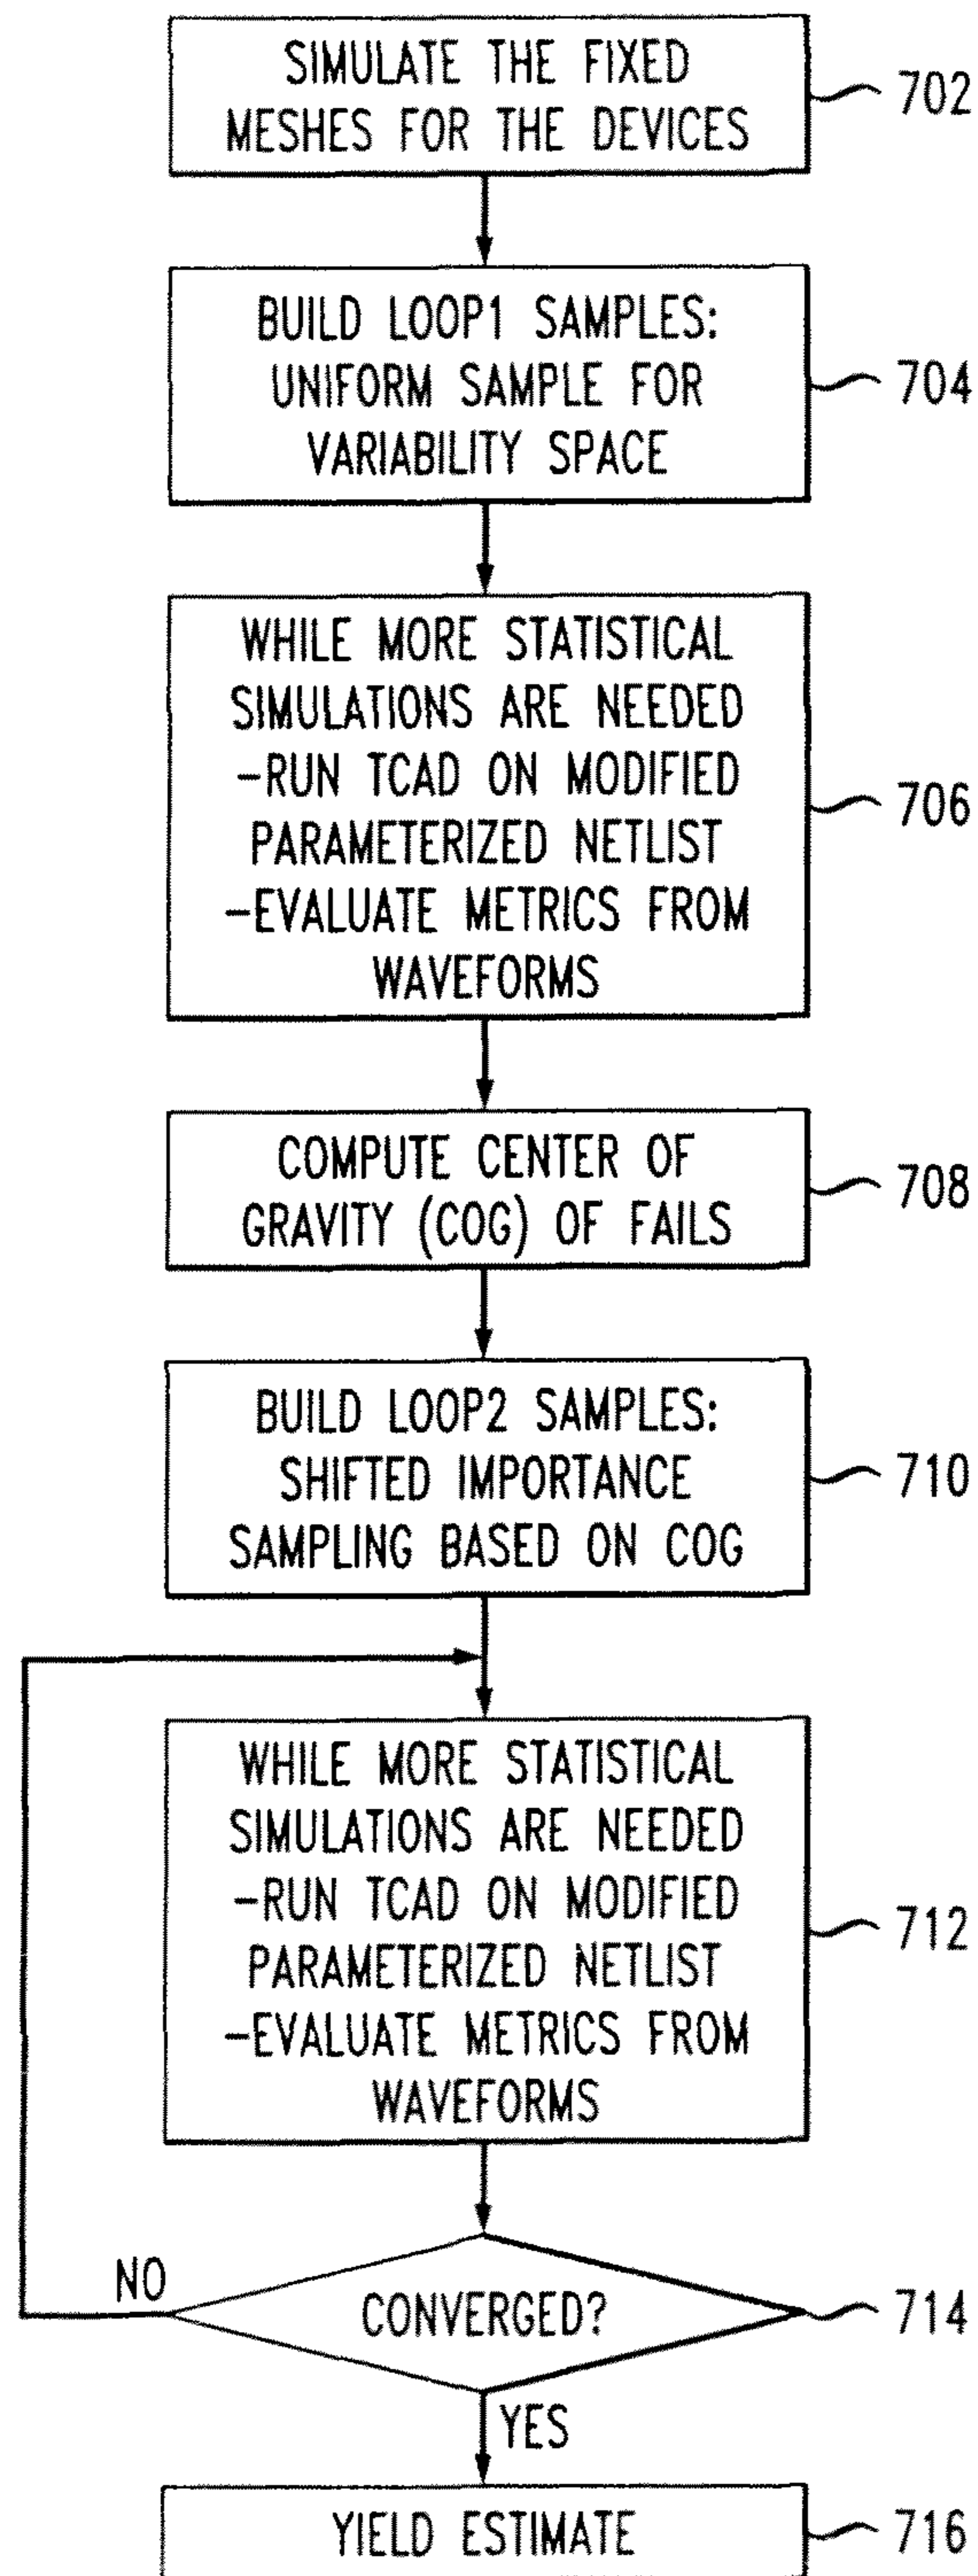 SIMULATE THE FIXED
MESHES FOR THE DEVICES
702
BUILD LOOP1 SAMPLES:
UNIFORM SAMPLE FOR
VARIABILITY SPACE
704
WHILE MORE STATISTICAL
SIMULATIONS ARE NEEDED
-RUN TCAD ON MODIFIED
PARAMETERIZED NETLIST
-EVALUATE METRICS FROM
WAVEFORMS
706
COMPUTE CENTER OF
GRAVITY (COG) OF FAILS
708
BUILD LOOP2 SAMPLES:
SHIFTED IMPORTANCE
SAMPLING BASED ON COG
710
WHILE MORE STATISTICAL
SIMULATIONS ARE NEEDED
-RUN TCAD ON MODIFIED
PARAMETERIZED NETLIST
-EVALUATE METRICS FROM
WAVEFORMS
712
NO
CONVERGED?
714
YES
YIELD ESTIMATE
716